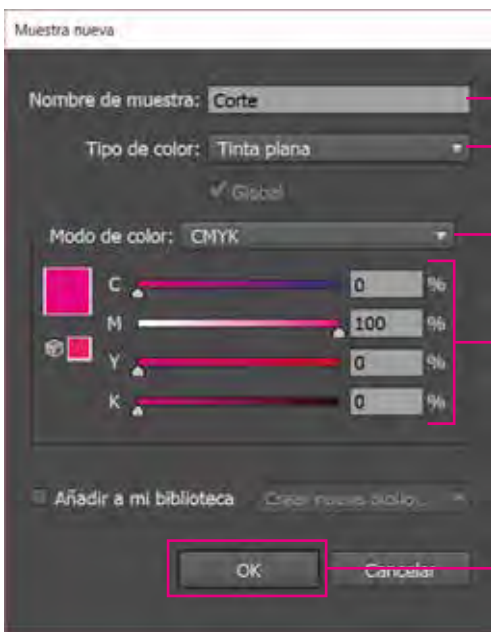 Muestra nueva
Nombre de muestra: Corte
Tipo de color: Tinta plana
Global
Modo de color: CMYK
C 0 %
M 100 %
Y 0 %
K 0 %
Añadir a mi biblioteca
OK Cancelar